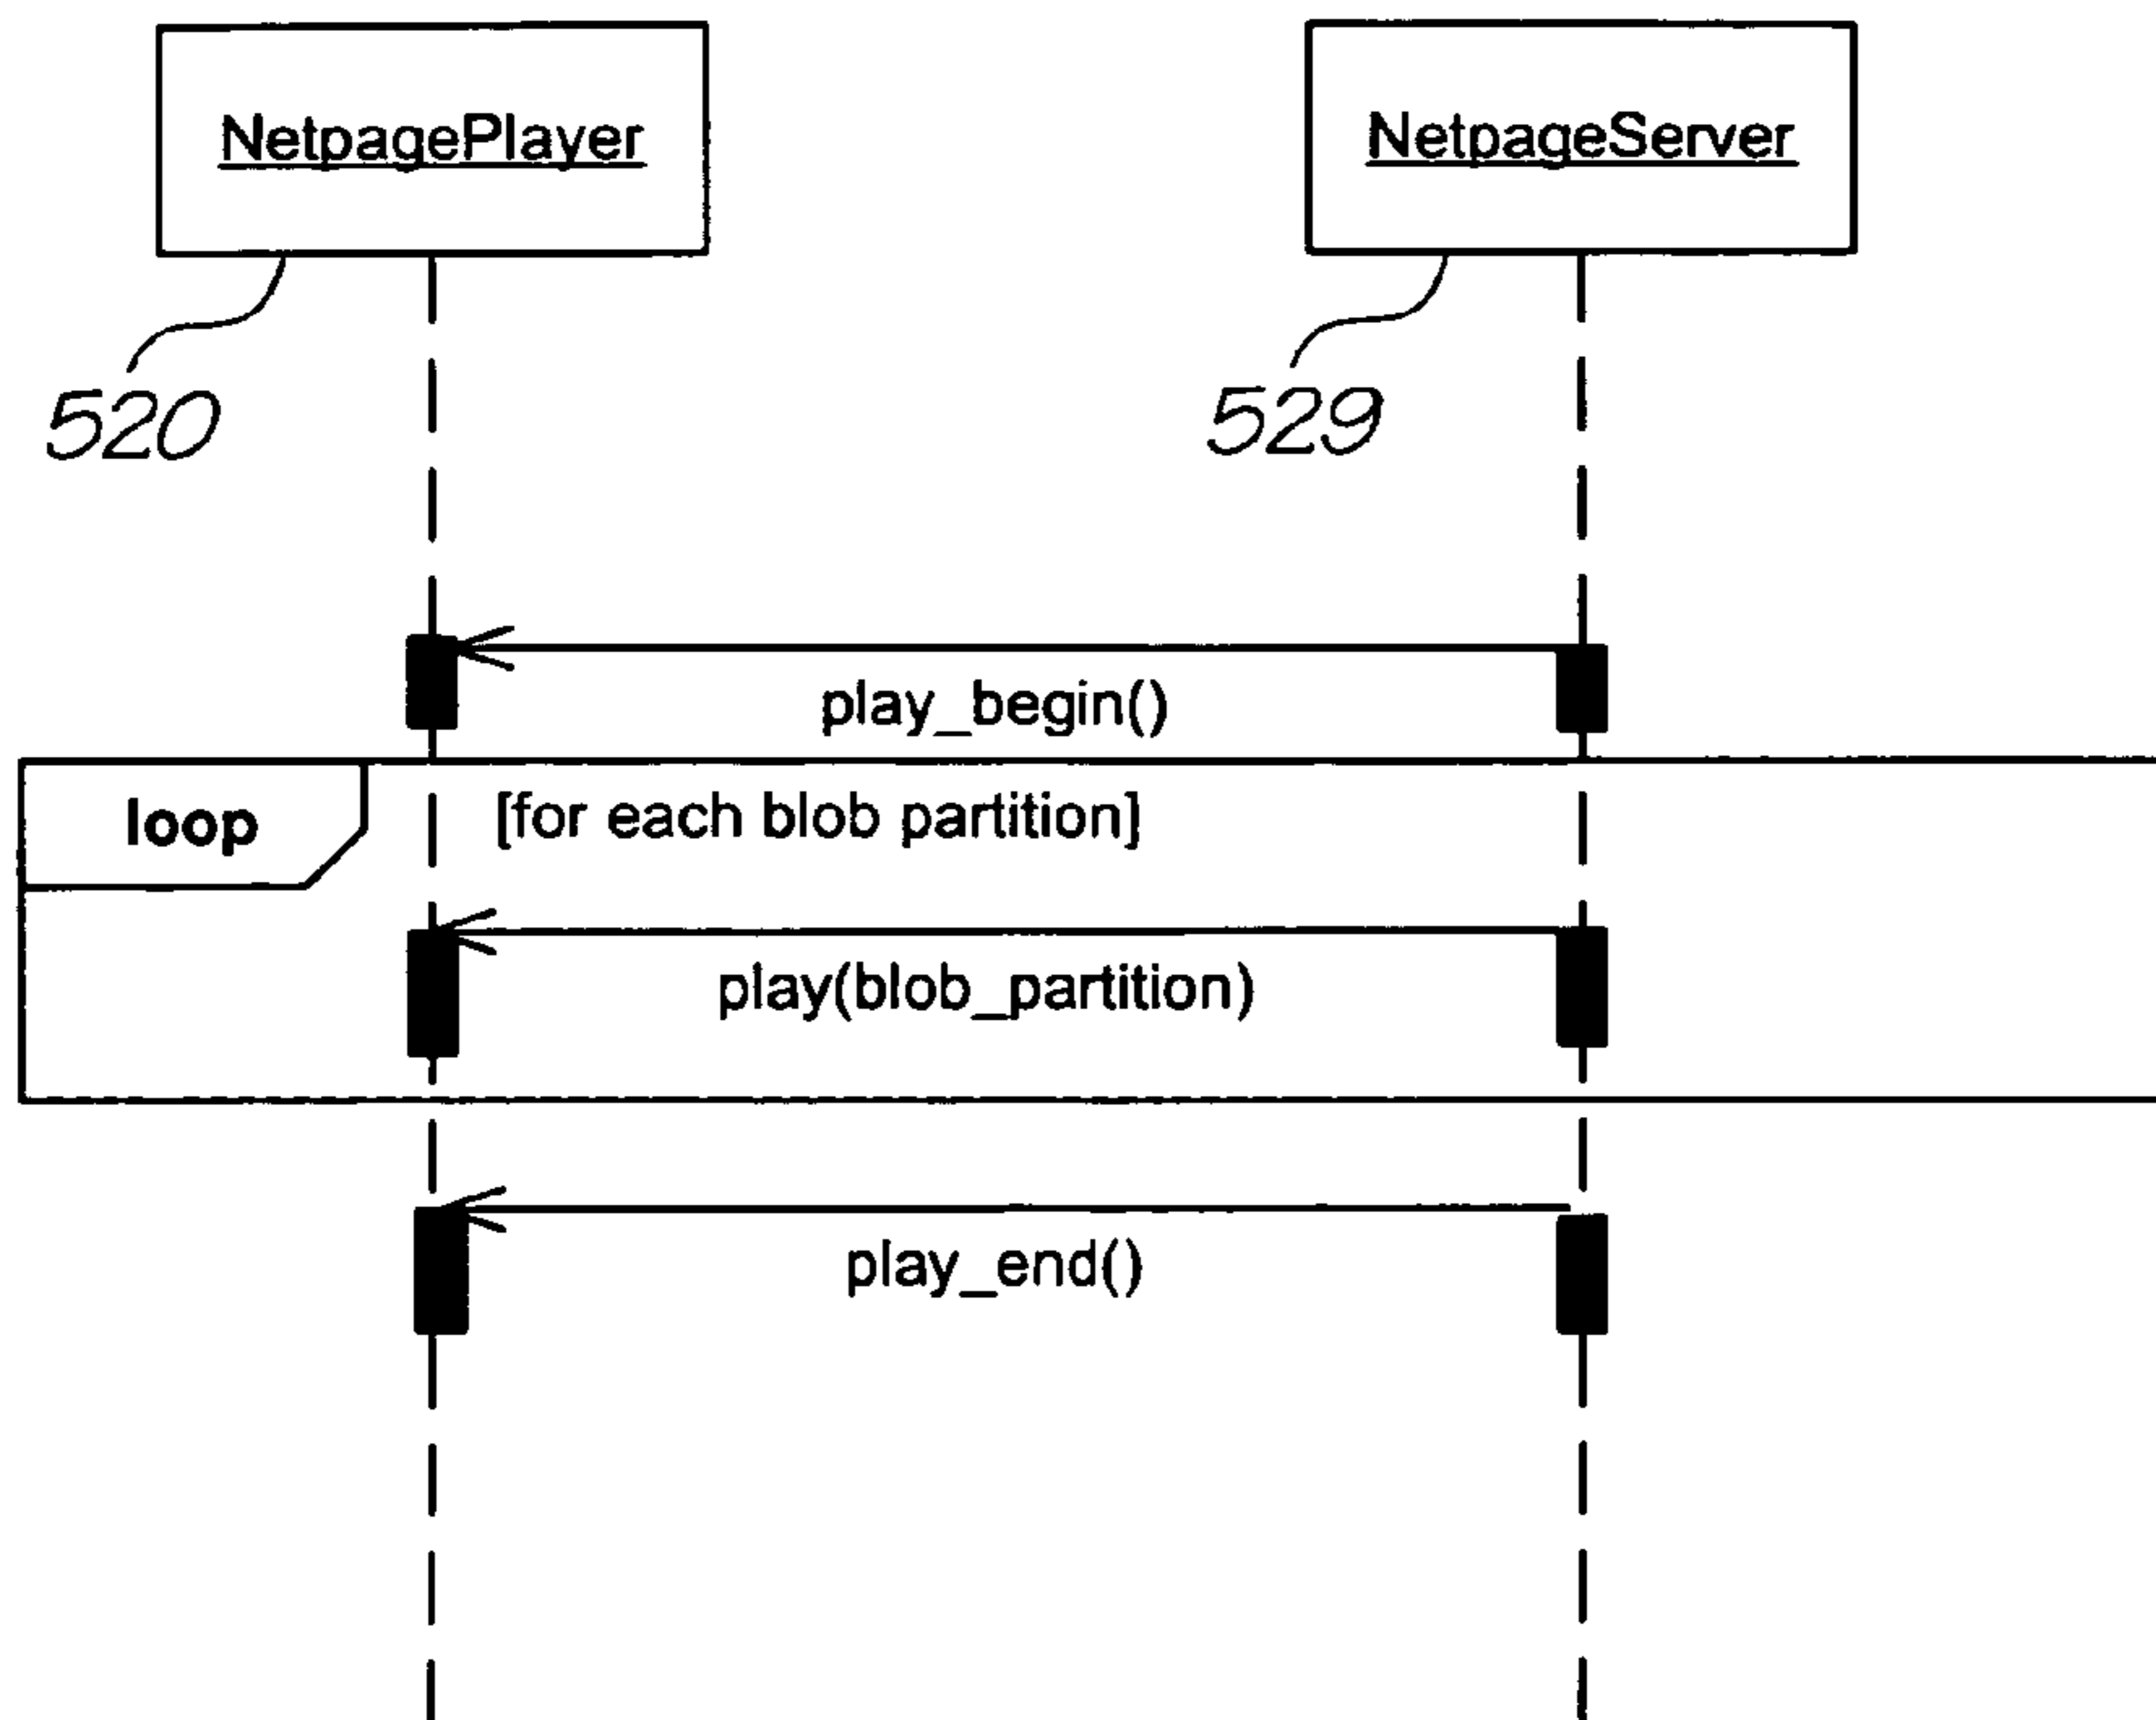 NetpagePlayer
NetpageServer
520
529
play_begin()
loop
[for each blob partition]
play(blob_partition)
play_end()